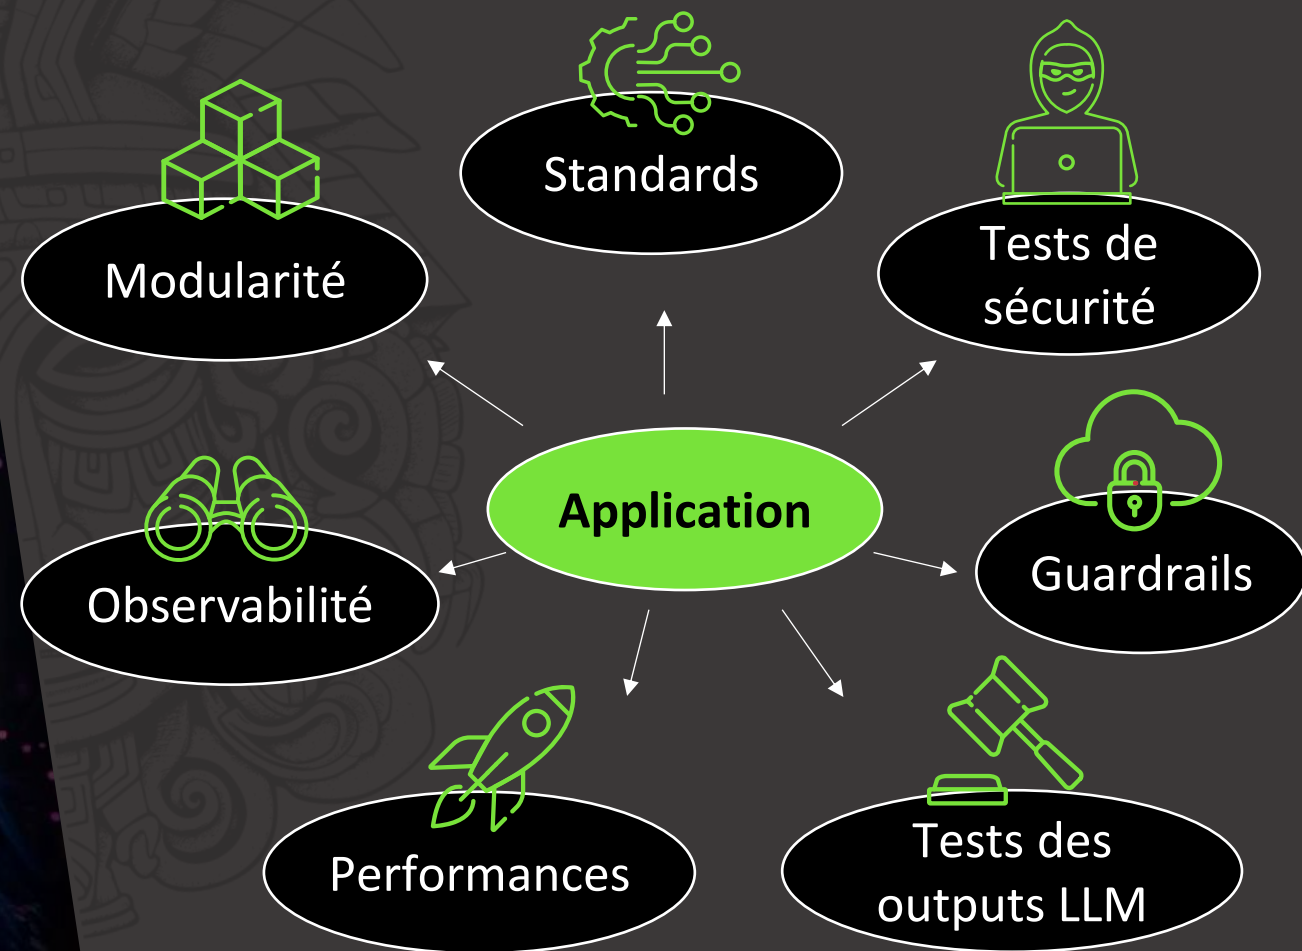 Standards
Tests de
sécurité
Modularité
Application
Guardrails
Observabilité
Performances
Tests des
outputs LLM